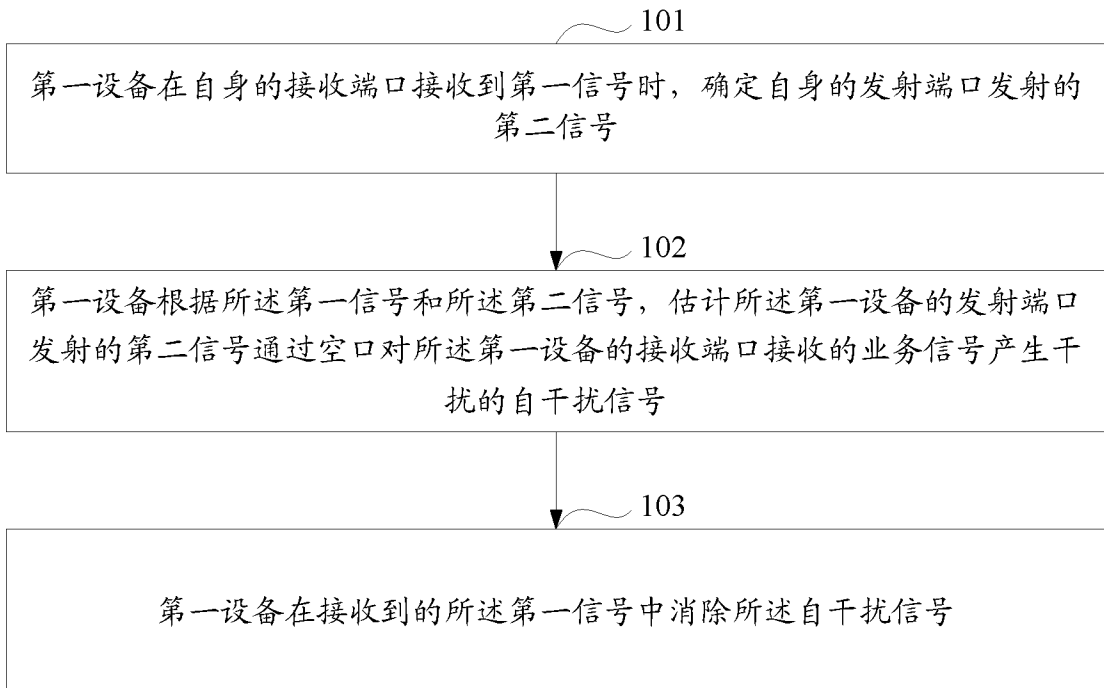 101
第一设备在自身的接收端口接收到第一信号时，确定自身的发射端口发射的
第二信号
102
第一设备根据所述第一信号和所述第二信号，估计所述第一设备的发射端口
发射的第二信号通过空口对所述第一设备的接收端口接收的业务信号产生干
扰的自干扰信号
103
第一设备在接收到的所述第一信号中消除所述自干扰信号